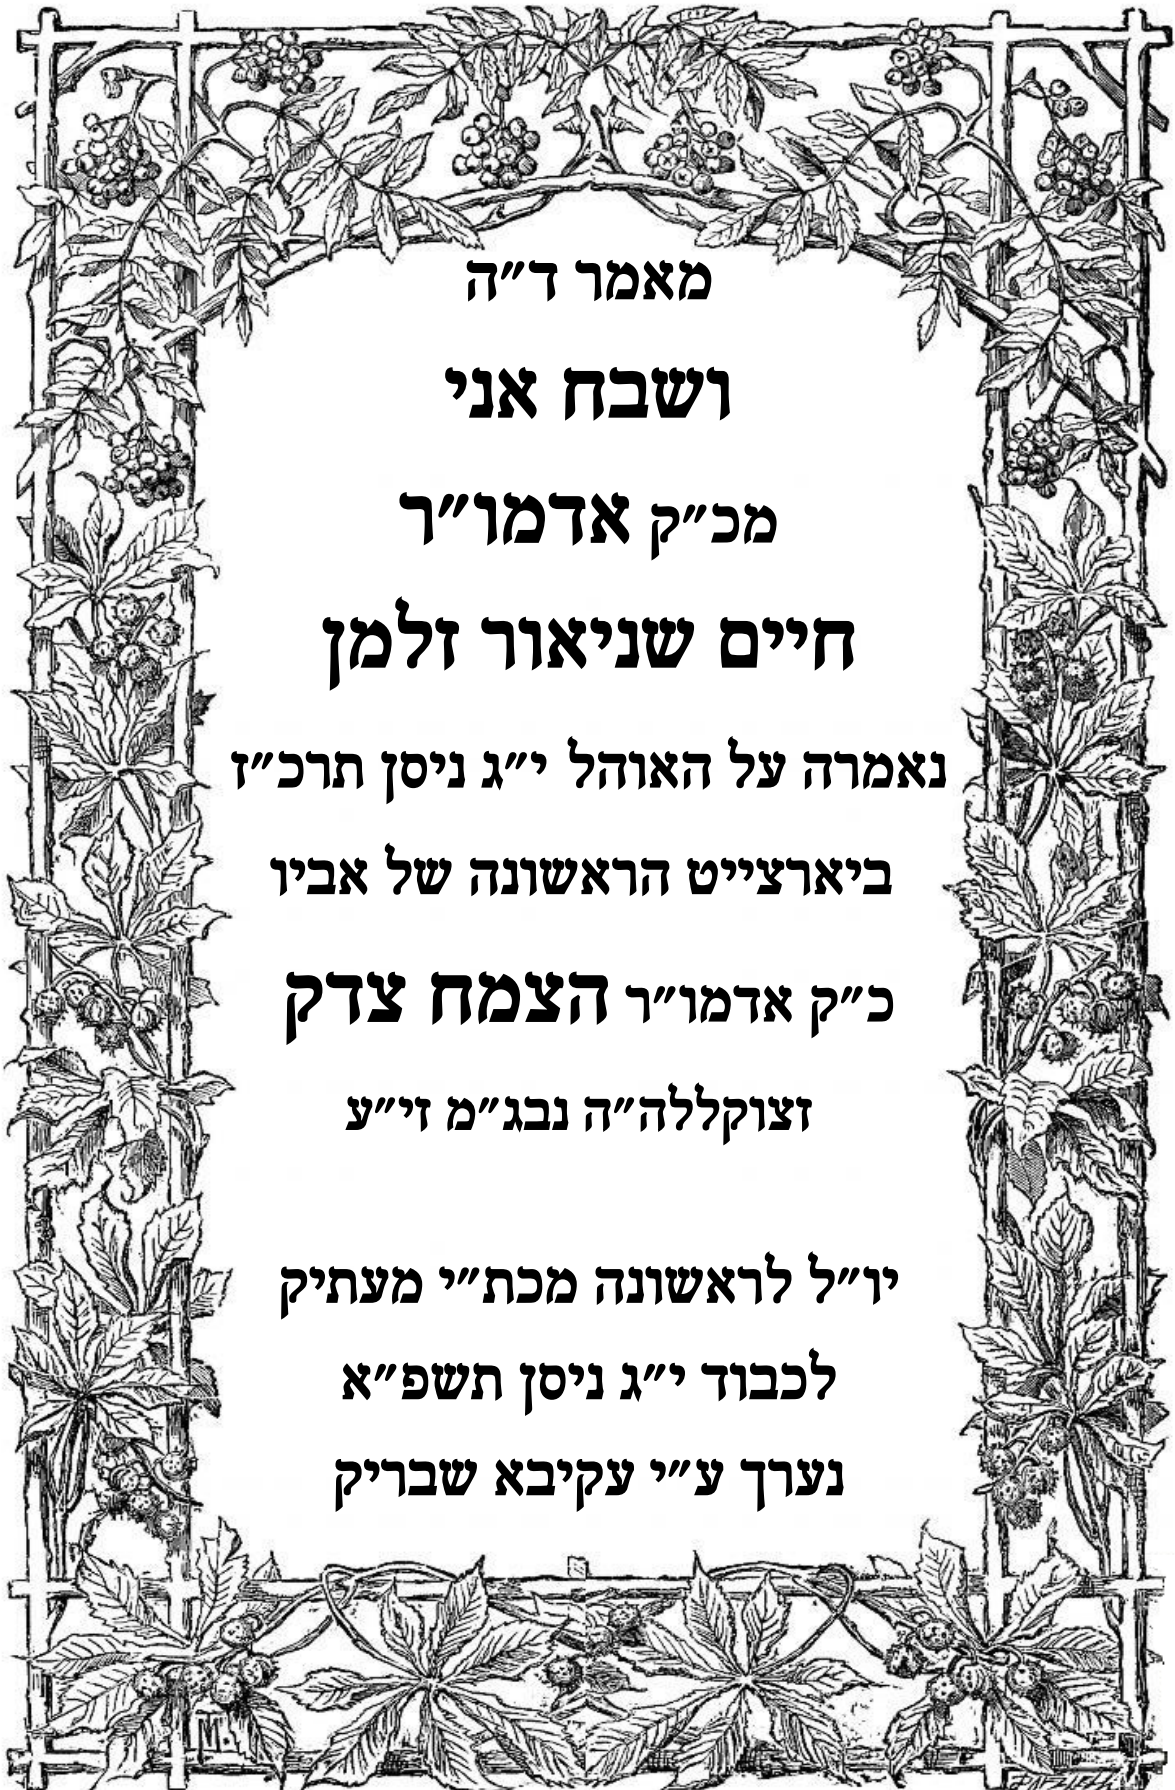 מאמר ד״ה
ושבח אני
מכ״ק אדמו״ר
חיים שניאור זלמן
נאמרה על האוהל י״ג ניסן תרכ״ז
ביארצייט הראשונה של אביו
כ״ק אדמו״ר הצמח צדק
זצוקללה״ה נבג״מ זי״ע
יו״ל לראשונה מכת״י מעתיק
לכבוד י״ג ניסן תשפ״א
נערך ע״י עקיבא שבריק
M.